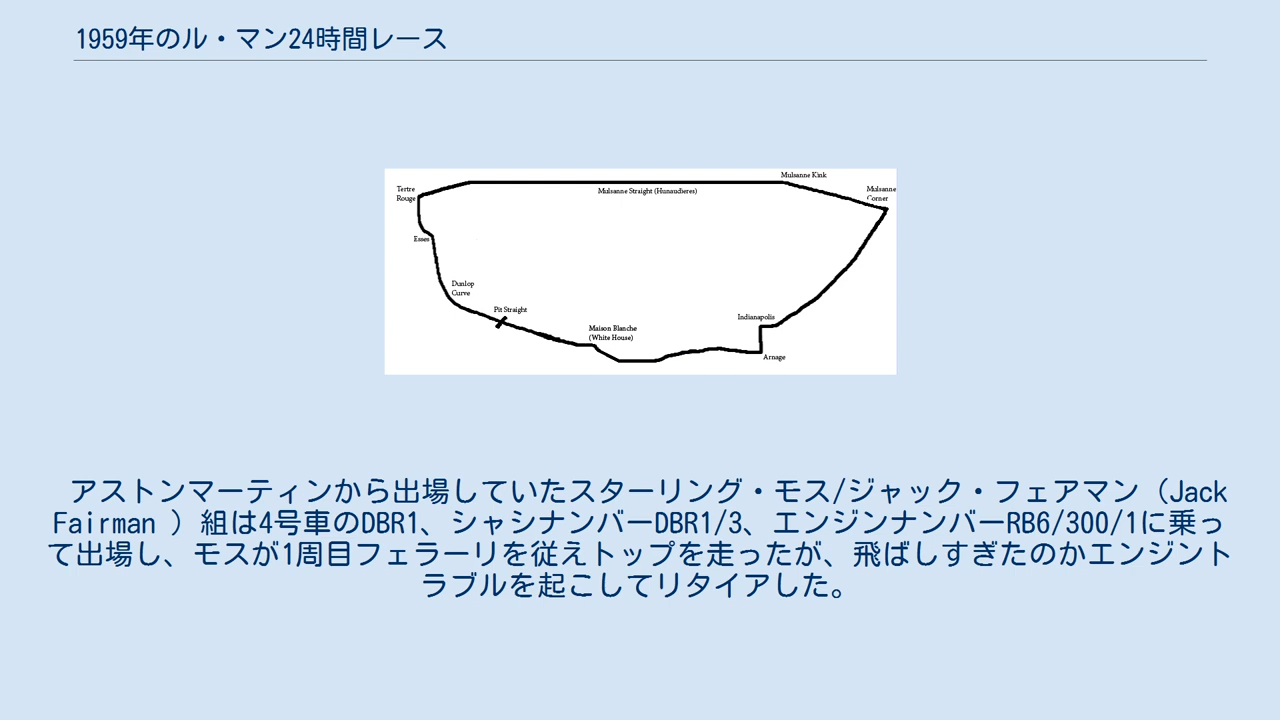 1959年のル・マン24時間レース
Mulsanne Kink
Tertre
Rouge
Mulsanne Straight (Hunaudieres)
Mulsanne
Corner
Esses
Dunlop
Curve
Pit Straight
Indianapolis
Maison Blanche
(White House)
Arnage
アストンマーティンから出場していたスターリング・モス/ジャック・フェアマン（Jack
Fairman ）組は4号車のDBR1、シャシナンバーDBR1/3、エンジンナンバーRB6/300/1に乗っ
て出場し、モスが1周目フェラーリを従えトップを走ったが、飛ばしすぎたのかエンジント
ラブルを起こしてリタイアした。